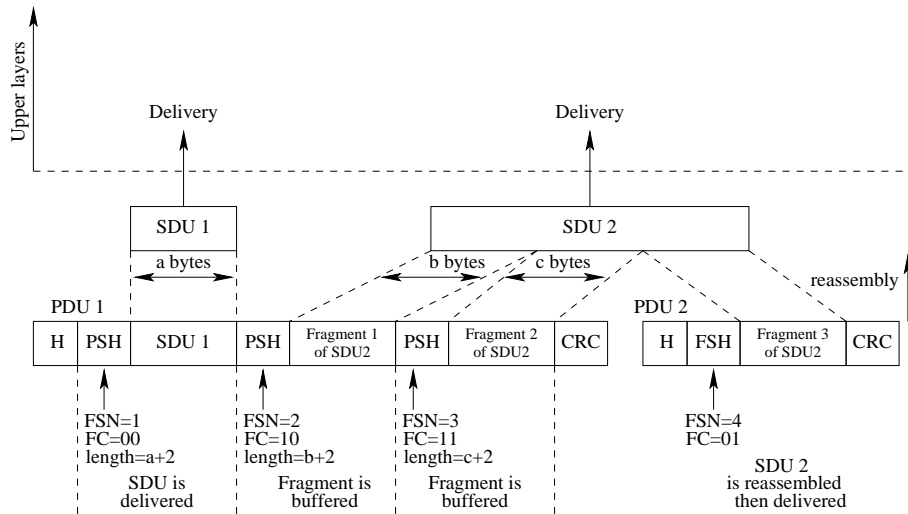 Upper layers
Delivery
Delivery
SDU 1
SDU 2
a bytes
b bytes
c bytes
reassembly
PDU 1
PDU 2
H
PSH
SDU 1
PSH
Fragment 1
of SDU2
PSH
Fragment 2
of SDU2
CRC
H
FSH
Fragment 3
of SDU2
CRC
FSN=1
FC=00
length=a+2
FSN=2
FC=10
length=b+2
FSN=3
FC=11
length=c+2
FSN=4
FC=01
SDU is
delivered
Fragment is
buffered
Fragment is
buffered
SDU 2
is reassembled
then delivered